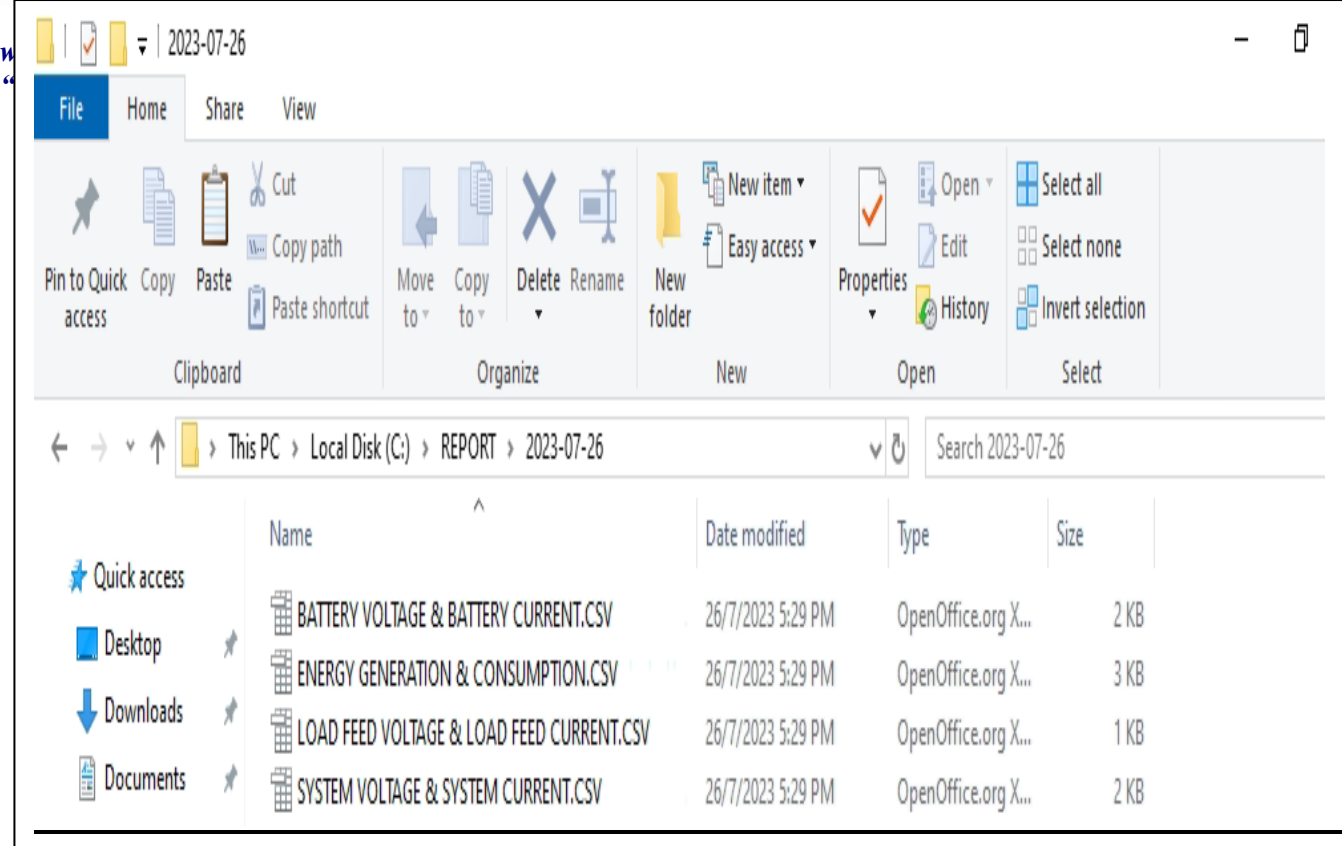 2023-07-26
w
“
File Home Share View
Pin to Quick access
Copy
Paste
Cut
Copy path
Paste shortcut
Clipboard
Move to
Copy to
Delete
Rename
Organize
New folder
New item
Easy access
New
Properties
Open
Edit
History
Open
Select all
Select none
Invert selection
Select
This PC › Local Disk (C:) › REPORT › 2023-07-26
Search 2023-07-26
Name Date modified Type Size
Quick access
Desktop
Downloads
Documents
BATTERY VOLTAGE & BATTERY CURRENT.CSV 26/7/2023 5:29 PM OpenOffice.org X... 2 KB
ENERGY GENERATION & CONSUMPTION.CSV 26/7/2023 5:29 PM OpenOffice.org X... 3 KB
LOAD FEED VOLTAGE & LOAD FEED CURRENT.CSV 26/7/2023 5:29 PM OpenOffice.org X... 1 KB
SYSTEM VOLTAGE & SYSTEM CURRENT.CSV 26/7/2023 5:29 PM OpenOffice.org X... 2 KB